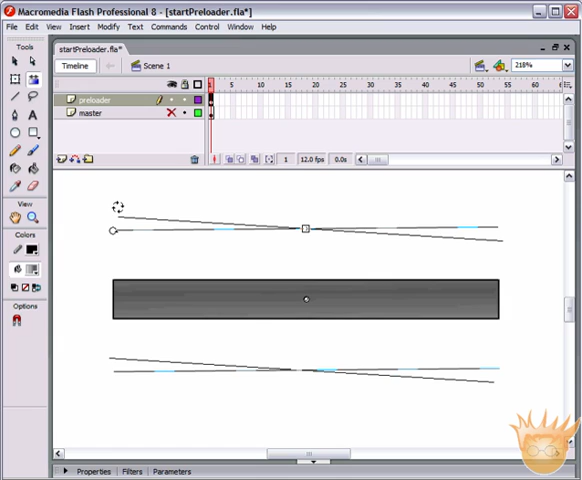 Macromedia Flash Professional 8 - [startPreloader.fla*]
File Edit View Insert Modify Text Commands Control Window Help
Tools
startPreloader.fla*
Timeline Scene 1 218%
1 5 10 15 20 25 30 35 40 45 50 55 60 65
preloader
master
1 12.0 fps 0.0s
View
Colors
Options
Properties Filters Parameters